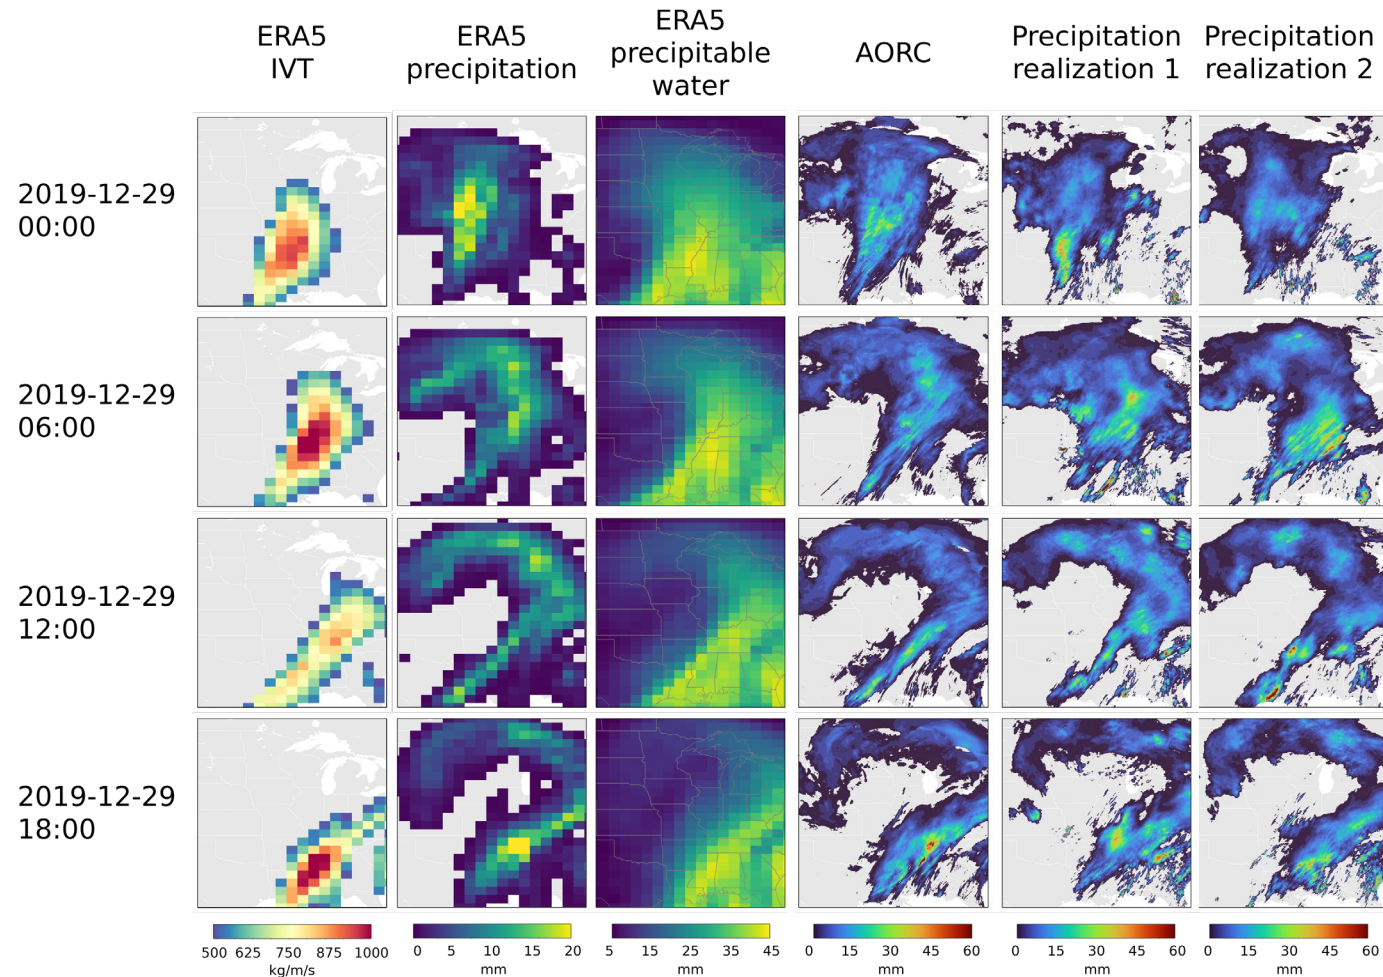 ERA5
IVT
ERA5
precipitation
ERA5
precipitable
water
AORC
Precipitation
realization 1
Precipitation
realization 2
2019-12-29
00:00
2019-12-29
06:00
2019-12-29
12:00
2019-12-29
18:00
500 625 750 875 1000
kg/m/s
0 5 10 15 20
mm
5 15 25 35 45
mm
0 15 30 45 60
mm
0 15 30 45 60
mm
0 15 30 45 60
mm